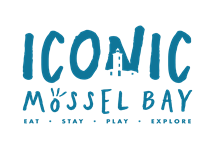 ICONIC
MOSSEL BAY
EAT • STAY • PLAY • EXPLORE